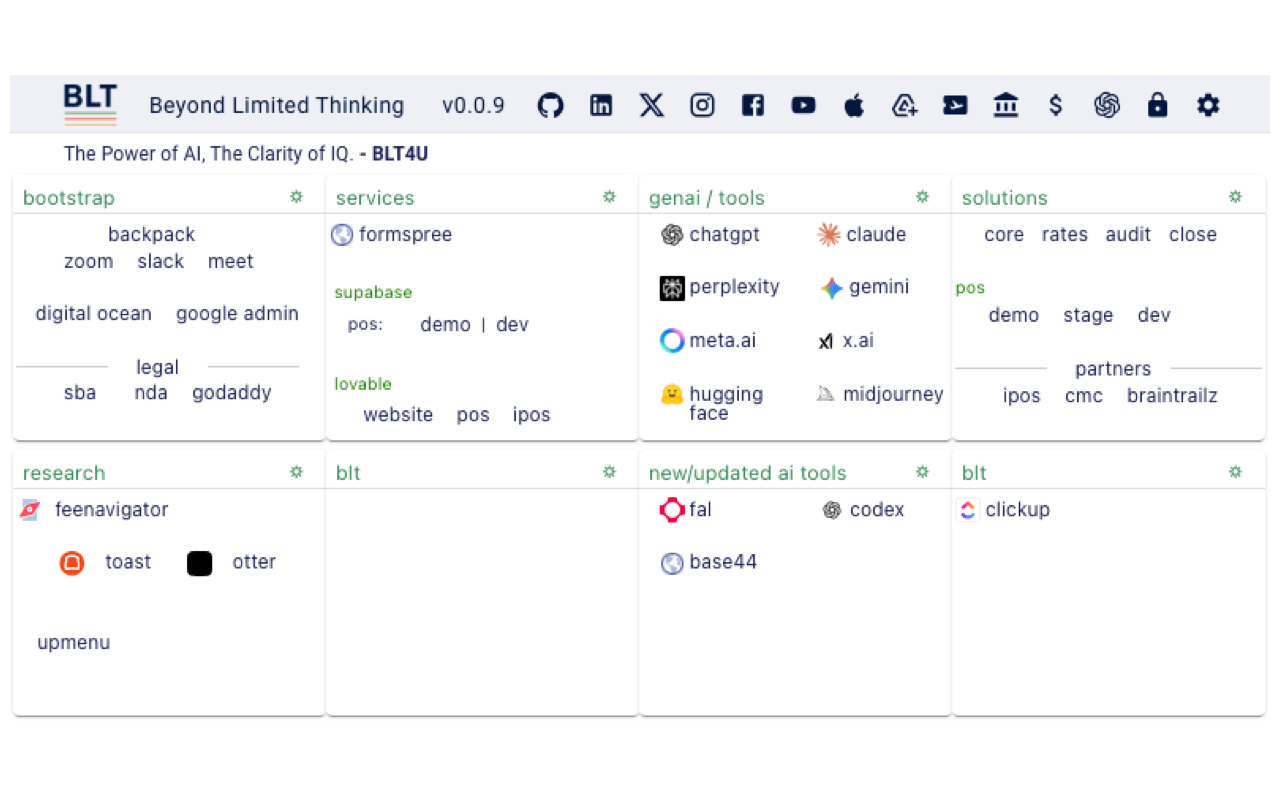 BLT Beyond Limited Thinking v0.0.9 $
The Power of AI, The Clarity of IQ. - BLT4U
bootstrap
backpack
zoom slack meet
digital ocean google admin
legal
sba nda godaddy
services
formspree
supabase
pos: demo | dev
lovable
website pos ipos
genai / tools
chatgpt claude
perplexity gemini
meta.ai x.ai
hugging midjourney
face
solutions
core rates audit close
pos
demo stage dev
partners
ipos cmc braintrailz
research
feenavigator
toast otter
upmenu
blt
new/updated ai tools
fal codex
base44
blt
clickup